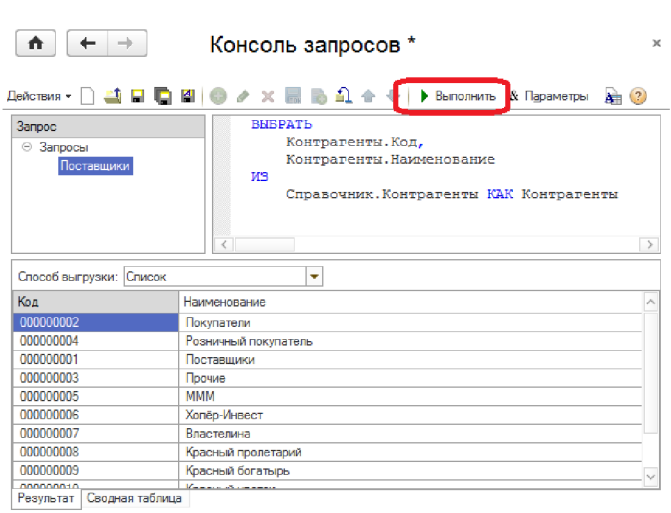 Консоль запросов *
Действия
Выполнить & Параметры
Запрос
Запросы
Поставщики
ВЫБРАТЬ
Контрагенты.Код,
Контрагенты.Наименование
ИЗ
Справочник.Контрагенты КАК Контрагенты
Способ выгрузки: Список
Код Наименование
000000002 Покупатели
000000004 Розничный покупатель
000000001 Поставщики
000000003 Прочие
000000005 МММ
000000006 Хопёр-Инвест
000000007 Властелина
000000008 Красный пролетарий
000000009 Красный богатырь
Результат Сводная таблица